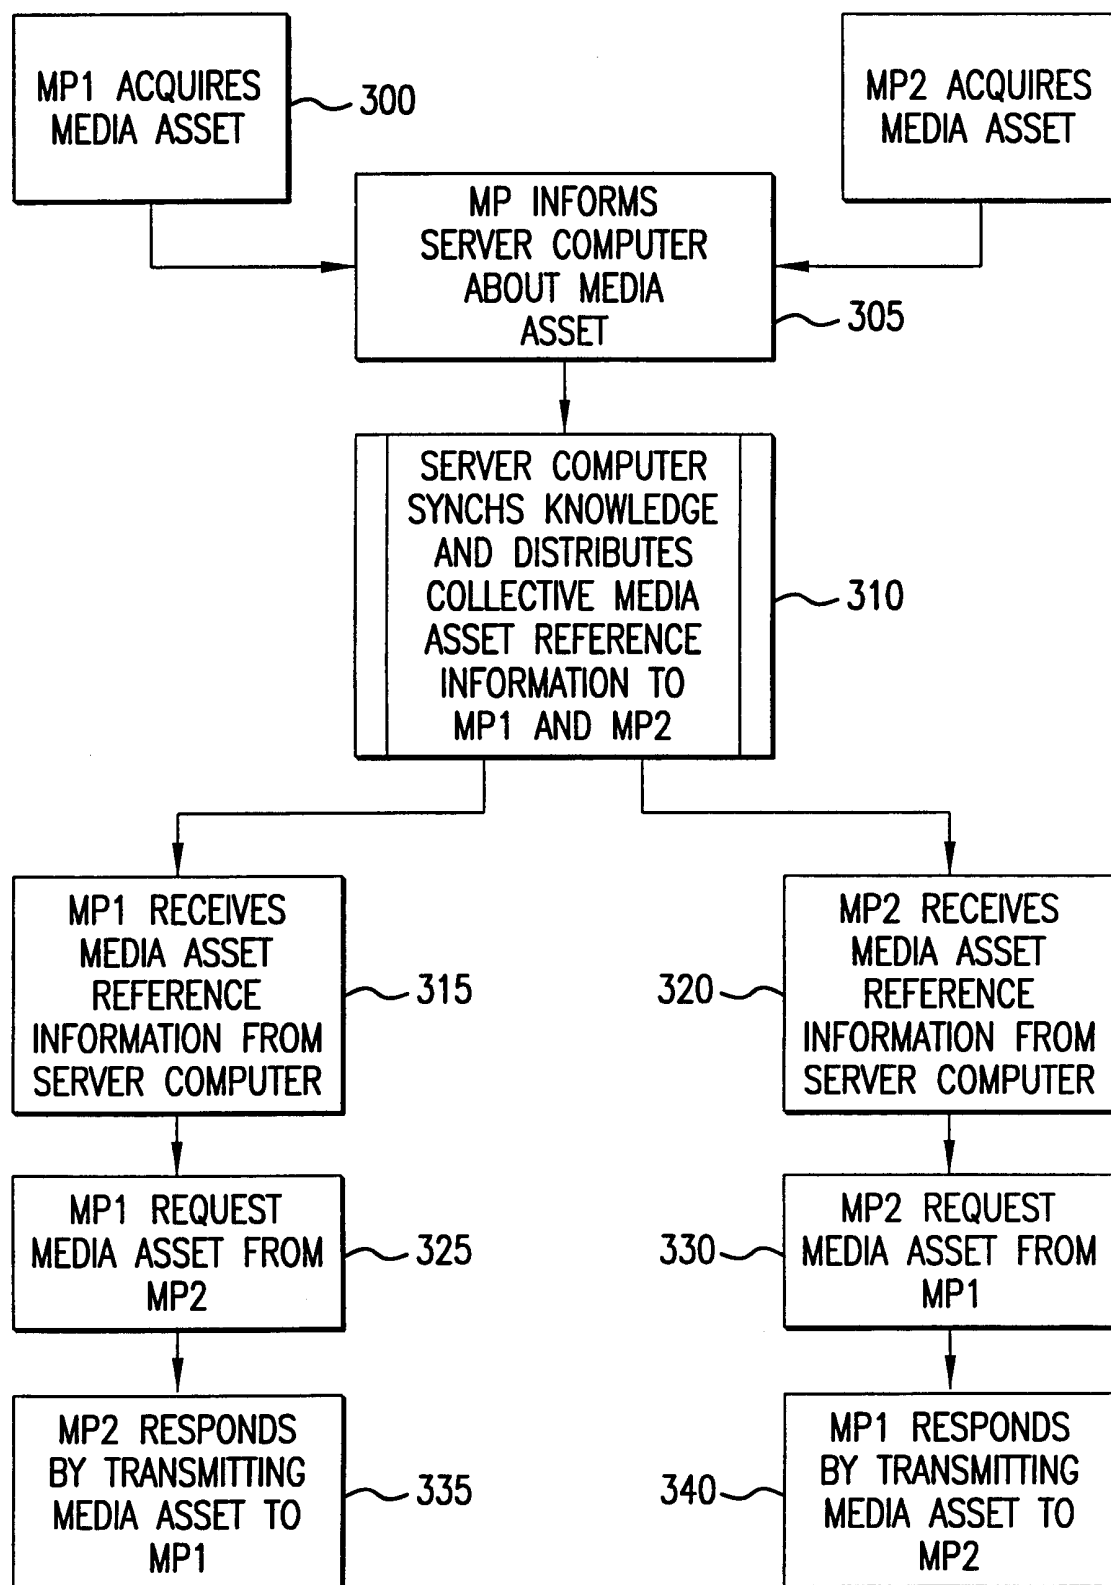 MP1 ACQUIRES
MEDIA ASSET
300
MP2 ACQUIRES
MEDIA ASSET
MP INFORMS
SERVER COMPUTER
ABOUT MEDIA
ASSET
305
SERVER COMPUTER
SYNCHS KNOWLEDGE
AND DISTRIBUTES
COLLECTIVE MEDIA
ASSET REFERENCE
INFORMATION TO
MP1 AND MP2
310
MP1 RECEIVES
MEDIA ASSET
REFERENCE
INFORMATION FROM
SERVER COMPUTER
315
320
MP2 RECEIVES
MEDIA ASSET
REFERENCE
INFORMATION FROM
SERVER COMPUTER
MP1 REQUEST
MEDIA ASSET FROM
MP2
325
330
MP2 REQUEST
MEDIA ASSET FROM
MP1
MP2 RESPONDS
BY TRANSMITTING
MEDIA ASSET TO
MP1
335
340
MP1 RESPONDS
BY TRANSMITTING
MEDIA ASSET TO
MP2